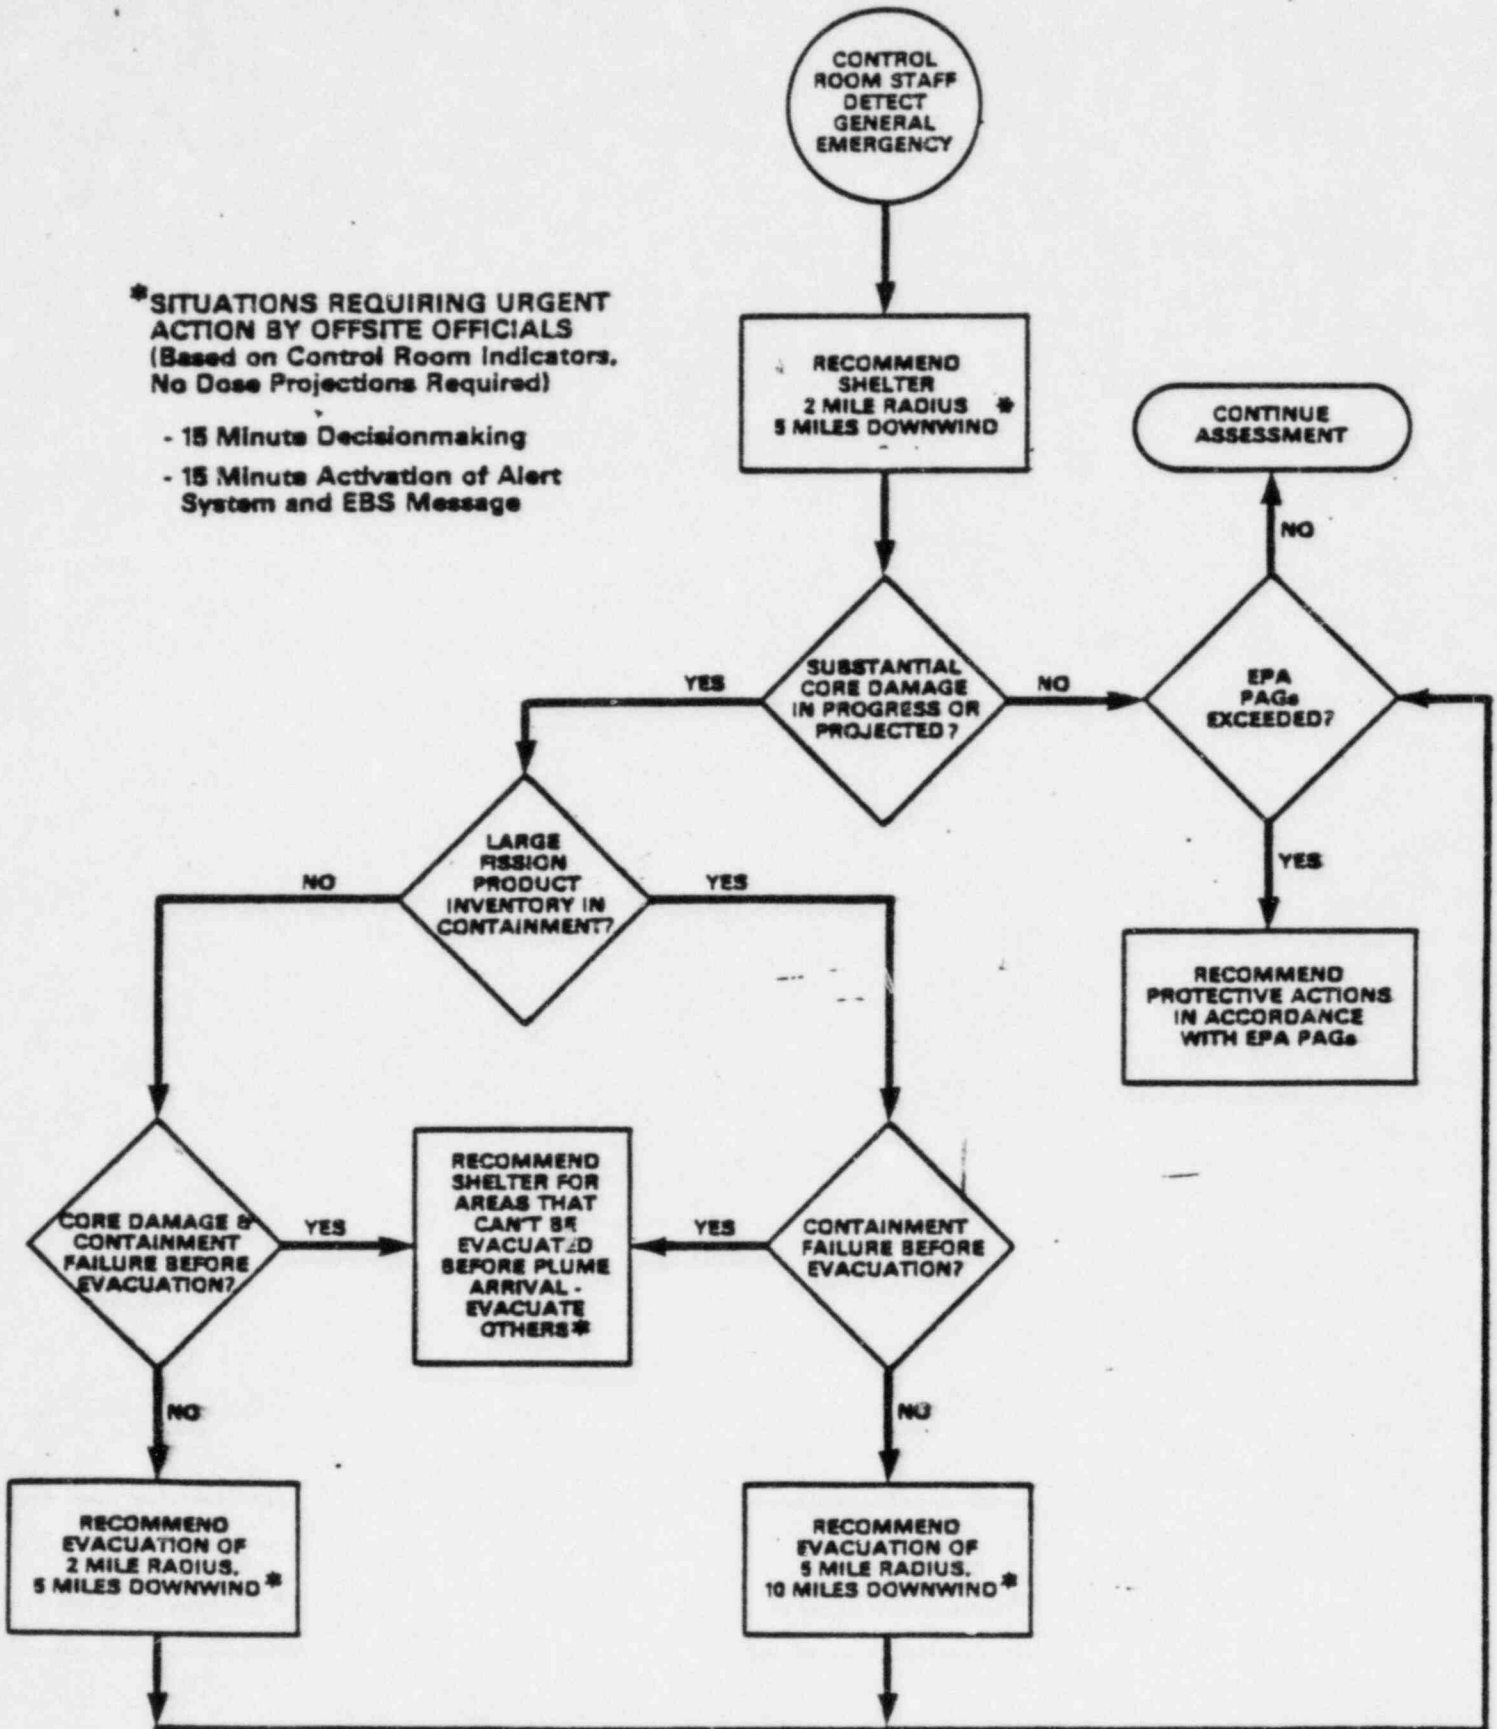 CONTROL
ROOM STAFF
DETECT
GENERAL
EMERGENCY
*SITUATIONS REQUIRING URGENT
ACTION BY OFFSITE OFFICIALS
(Based on Control Room Indicators.
No Dose Projections Required)
- 15 Minute Decisionmaking
- 15 Minute Activation of Alert
System and EBS Message
RECOMMEND
SHELTER
2 MILE RADIUS *
5 MILES DOWNWIND
CONTINUE
ASSESSMENT
NO
SUBSTANTIAL
CORE DAMAGE
IN PROGRESS OR
PROJECTED?
YES
NO
EPA
PAGs
EXCEEDED?
YES
RECOMMEND
PROTECTIVE ACTIONS
IN ACCORDANCE
WITH EPA PAGs
LARGE
FISSION
PRODUCT
INVENTORY IN
CONTAINMENT?
NO
YES
CORE DAMAGE &
CONTAINMENT
FAILURE BEFORE
EVACUATION?
YES
RECOMMEND
SHELTER FOR
AREAS THAT
CAN'T BE
EVACUATED
BEFORE PLUME
ARRIVAL -
EVACUATE
OTHERS*
YES
CONTAINMENT
FAILURE BEFORE
EVACUATION?
NO
NO
RECOMMEND
EVACUATION OF
2 MILE RADIUS.
5 MILES DOWNWIND*
RECOMMEND
EVACUATION OF
5 MILE RADIUS.
10 MILES DOWNWIND*